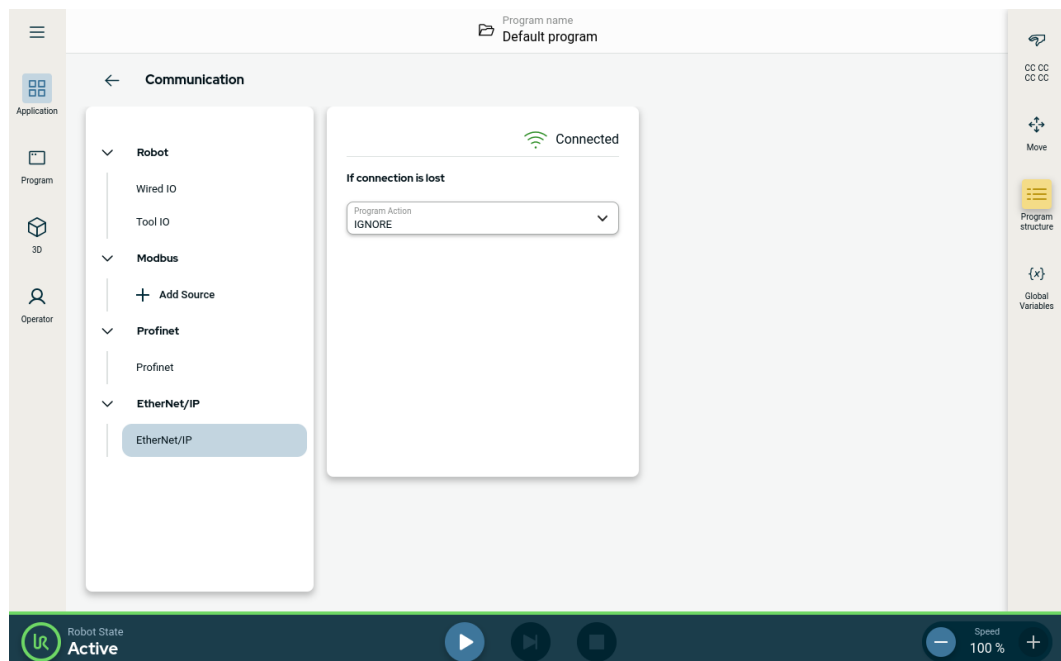 Program name
Default program
Application
Program
3D
Operator
Communication
Robot
Wired IO
Tool IO
Modbus
Add Source
Profinet
Profinet
EtherNet/IP
EtherNet/IP
Connected
If connection is lost
Program Action
IGNORE
CC CC
CC CC
Move
Program
structure
{x}
Global
Variables
UR
Robot State
Active
Speed
100 %